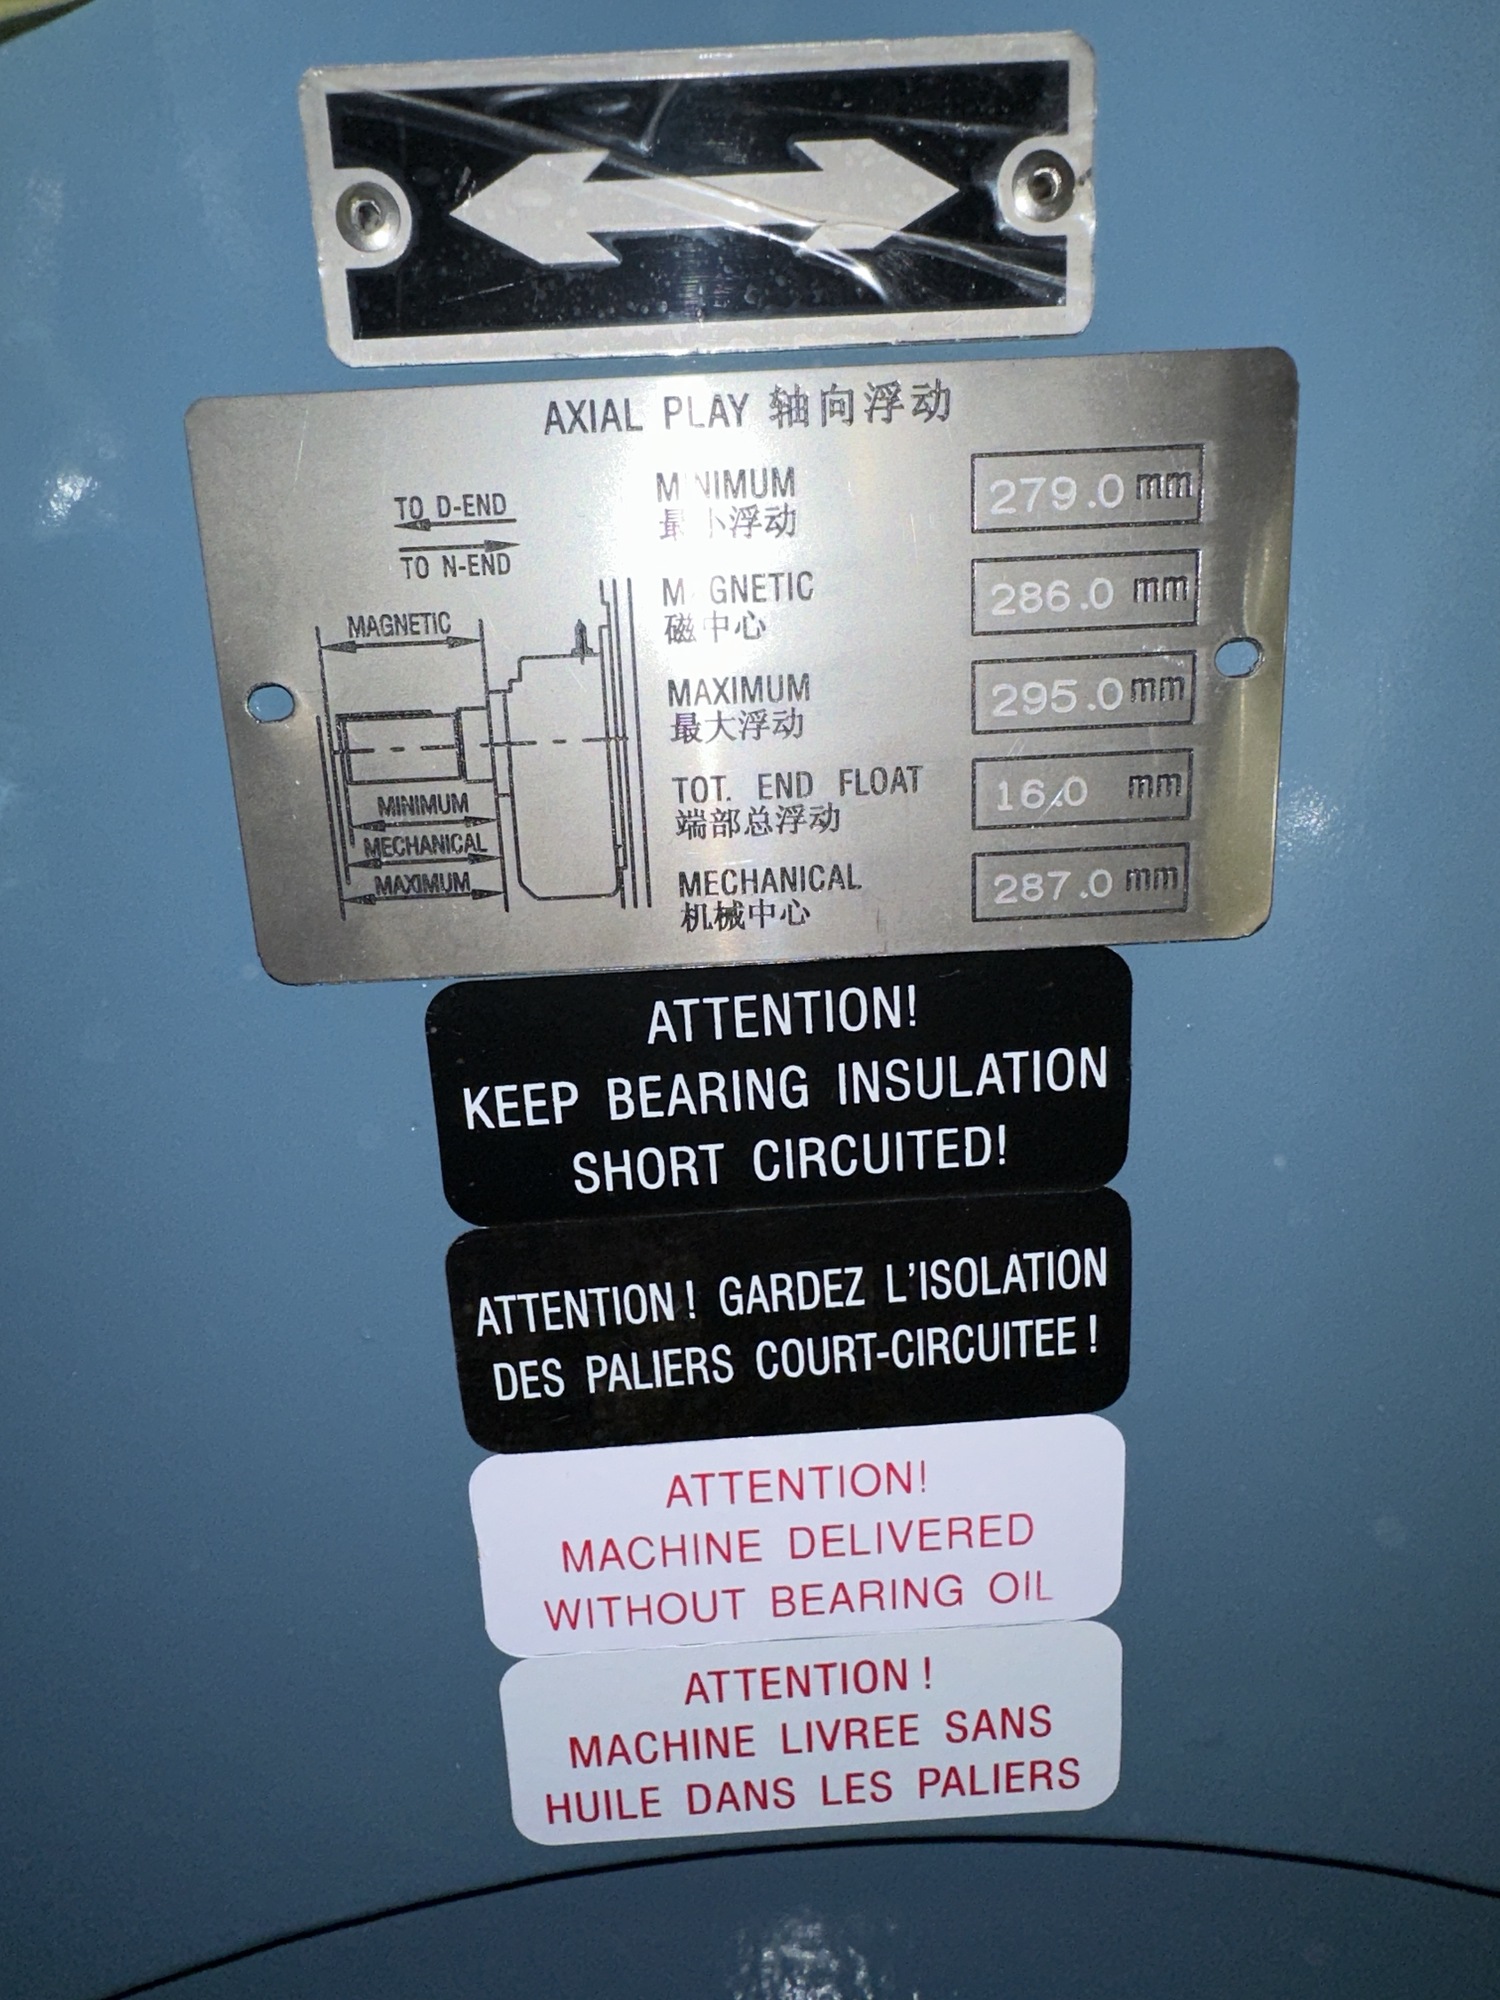 AXIAL PLAY 轴向浮动
TO D-END
TO N-END
MAGNETIC
MINIMUM
MECHANICAL
MAXIMUM
MINIMUM 279.0 mm
最小浮动
MAGNETIC 286.0 mm
磁中心
MAXIMUM 295.0 mm
最大浮动
TOT. END FLOAT 16.0 mm
端部总浮动
MECHANICAL 287.0 mm
机械中心
ATTENTION!
KEEP BEARING INSULATION
SHORT CIRCUITED!
ATTENTION! GARDEZ L'ISOLATION
DES PALIERS COURT-CIRCUITEE!
ATTENTION!
MACHINE DELIVERED
WITHOUT BEARING OIL
ATTENTION !
MACHINE LIVREE SANS
HUILE DANS LES PALIERS